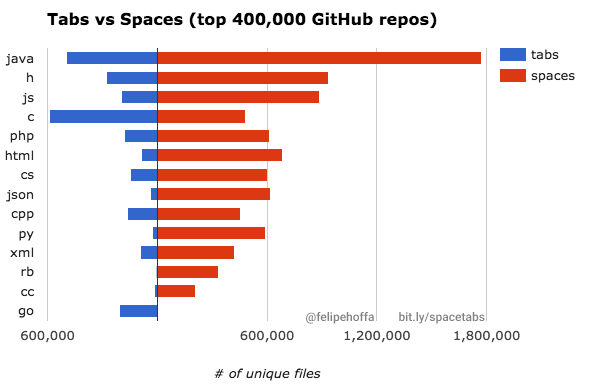 Tabs vs Spaces (top 400,000 GitHub repos)
tabs
spaces
java
h
js
c
php
html
cs
json
cpp
py
xml
rb
cc
go
@felipehoffa bit.ly/spacetabs
600,000 600,000 1,200,000 1,800,000
# of unique files